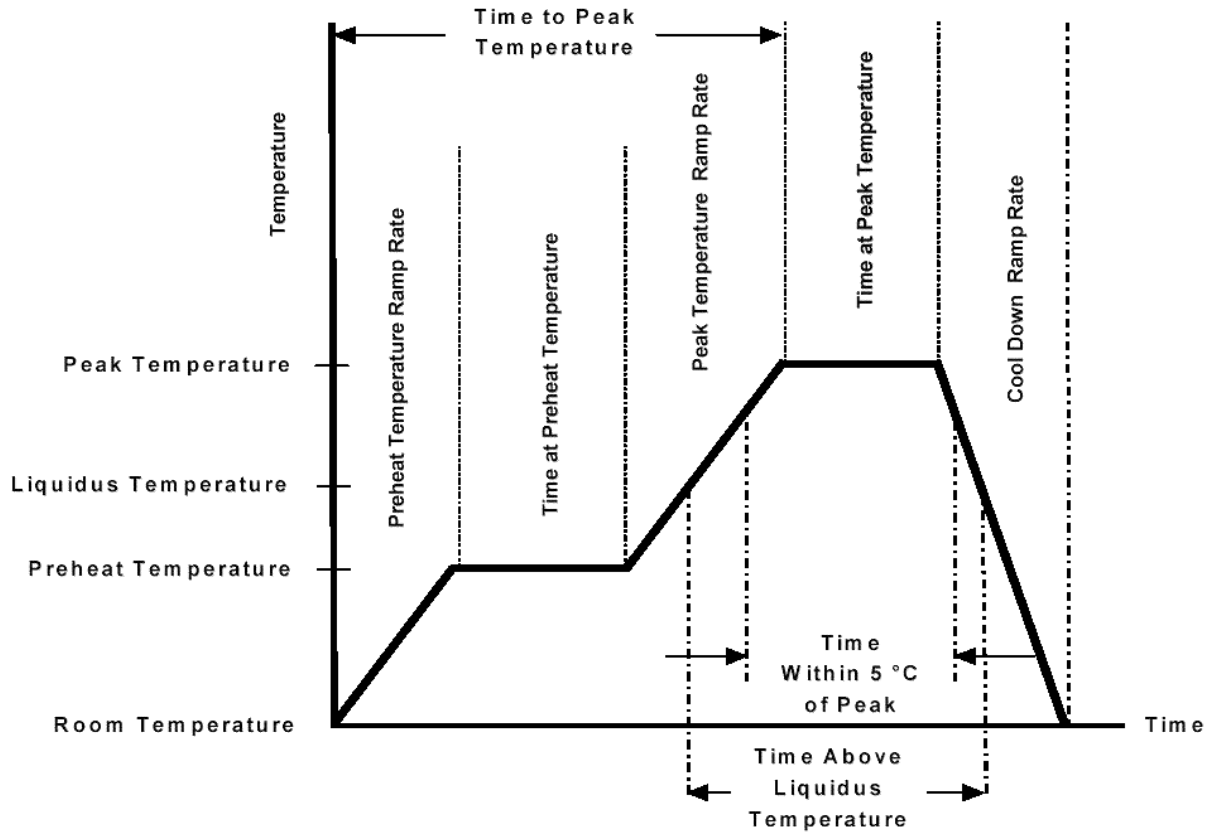 Time to Peak
Temperature
Temperature
Preheat Temperature Ramp Rate
Time at Preheat Temperature
Peak Temperature Ramp Rate
Time at Peak Temperature
Cool Down Ramp Rate
Peak Temperature
Liquidus Temperature
Preheat Temperature
Room Temperature
Time
Within 5 °C
of Peak
Time
Time Above
Liquidus
Temperature